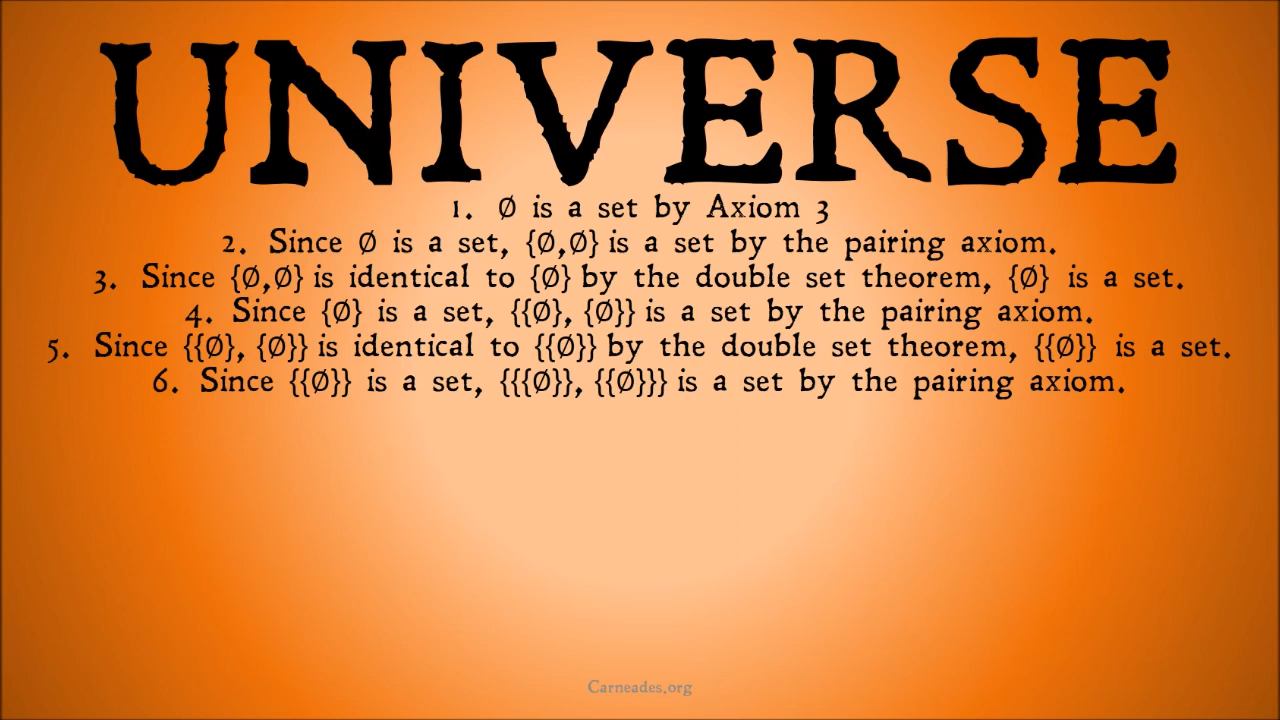 UNIVERSE
1. Ø is a set by Axiom 3
2. Since Ø is a set, {Ø,Ø} is a set by the pairing axiom.
3. Since {Ø,Ø} is identical to {Ø} by the double set theorem, {Ø} is a set.
4. Since {Ø} is a set, {{Ø}, {Ø}} is a set by the pairing axiom.
5. Since {{Ø}, {Ø}} is identical to {{Ø}} by the double set theorem, {{Ø}} is a set.
6. Since {{Ø}} is a set, {{{Ø}}, {{Ø}}} is a set by the pairing axiom.
Carneades.org